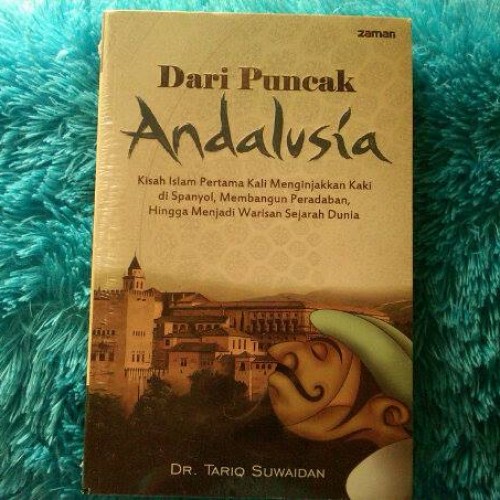 zaman
Dari Puncak
Andalusia
Kisah Islam Pertama Kali Menginjakkan Kaki
di Spanyol, Membangun Peradaban,
Hingga Menjadi Warisan Sejarah Dunia
DR. TARIQ SUWAIDAN